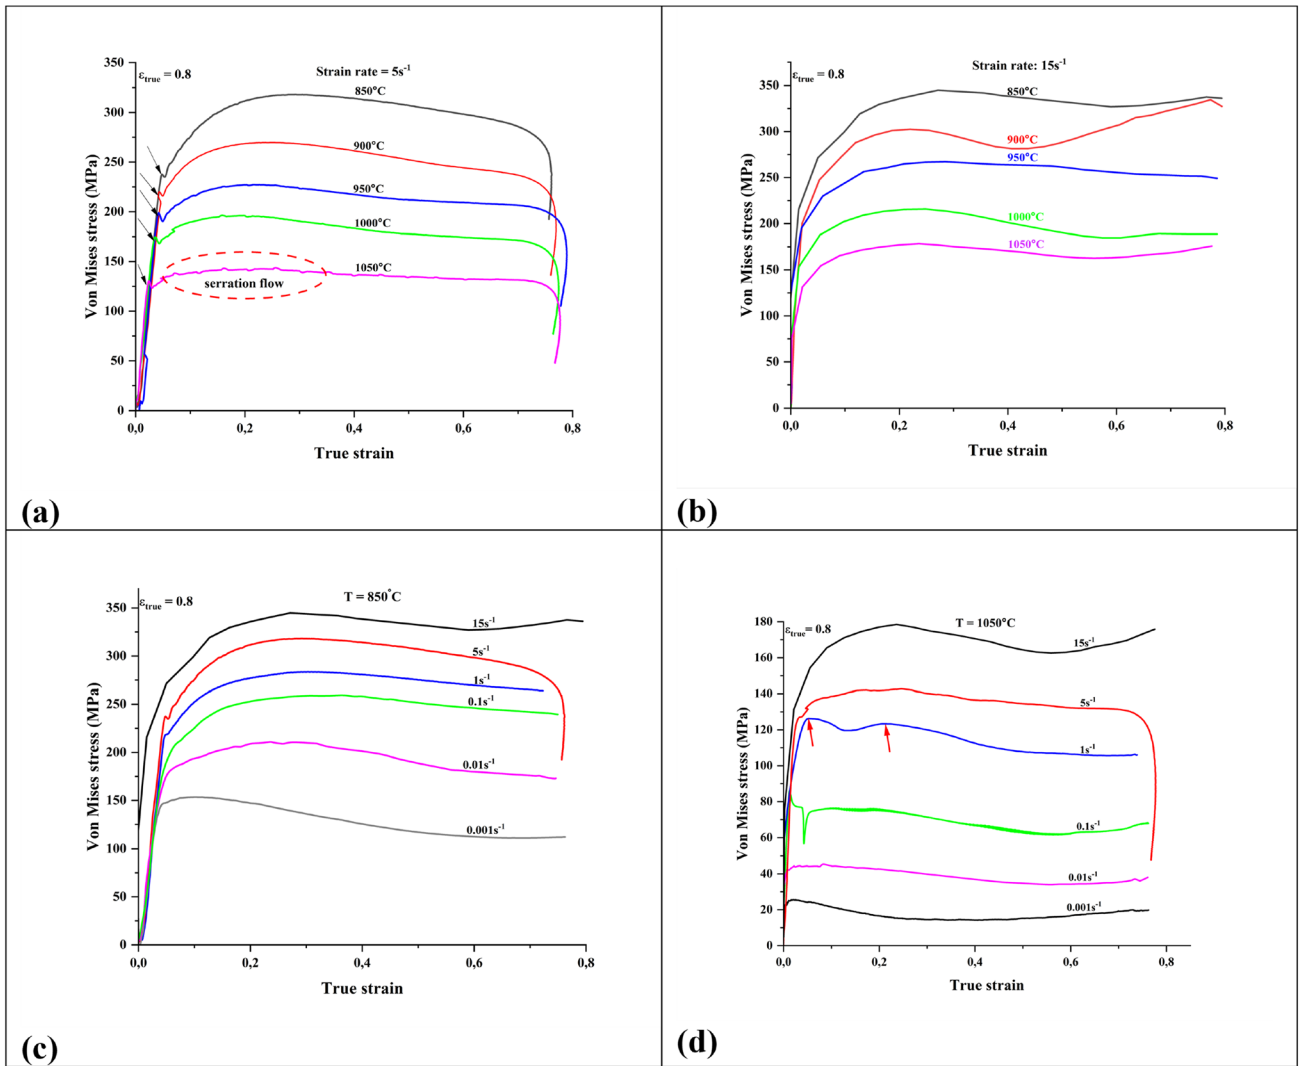 ε_true = 0.8
Strain rate = 5s⁻¹
350
300
250
200
150
100
50
0
850°C
900°C
950°C
1000°C
1050°C
serration flow
Von Mises stress (MPa)
0,0 0,2 0,4 0,6 0,8
True strain
(a)
ε_true = 0.8
Strain rate: 15s⁻¹
350
300
250
200
150
100
50
0
850°C
900°C
950°C
1000°C
1050°C
Von Mises stress (MPa)
0,0 0,2 0,4 0,6 0,8
True strain
(b)
ε_true = 0.8
T = 850°C
350
300
250
200
150
100
50
0
15s⁻¹
5s⁻¹
1s⁻¹
0.1s⁻¹
0.01s⁻¹
0.001s⁻¹
Von Mises stress (MPa)
0,0 0,2 0,4 0,6 0,8
True strain
(c)
ε_true = 0.8
T = 1050°C
180
160
140
120
100
80
60
40
20
0
15s⁻¹
5s⁻¹
1s⁻¹
0.1s⁻¹
0.01s⁻¹
0.001s⁻¹
Von Mises stress (MPa)
0,0 0,2 0,4 0,6 0,8
True strain
(d)